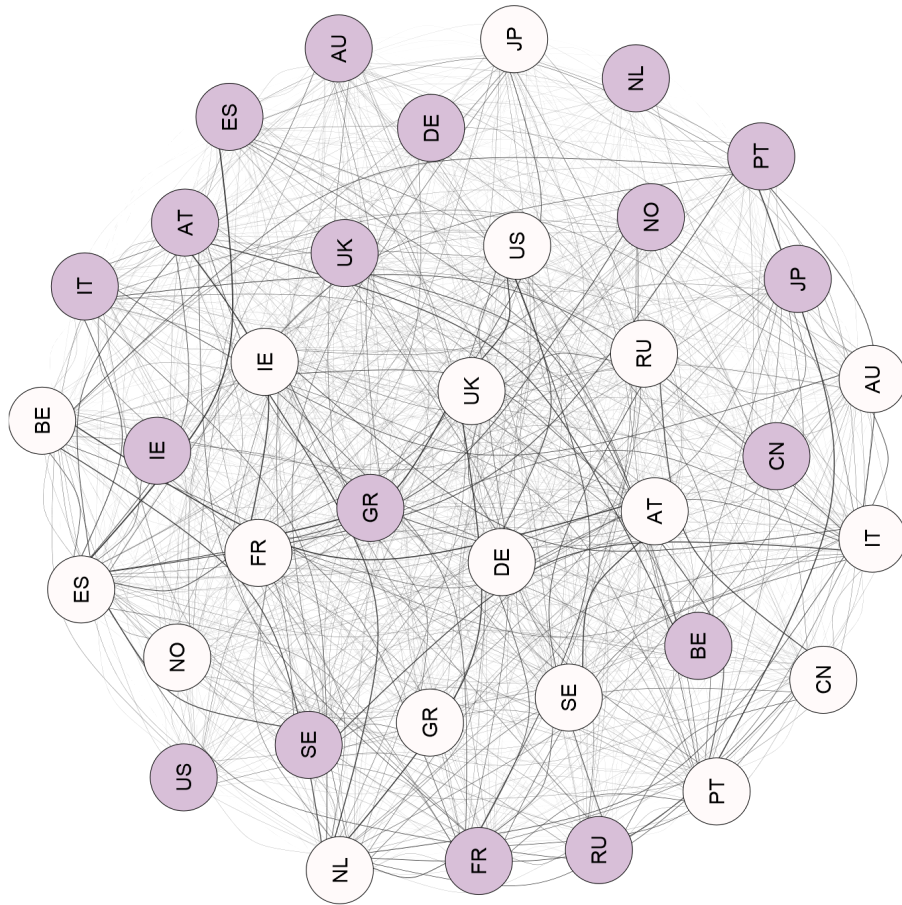 JP
AU
NL
ES
DE
PT
AT
NO
US
UK
JP
IT
RU
IE
AU
UK
BE
IE
CN
GR
AT
IT
FR
DE
ES
BE
NO
CN
SE
GR
SE
US
PT
RU
FR
NL